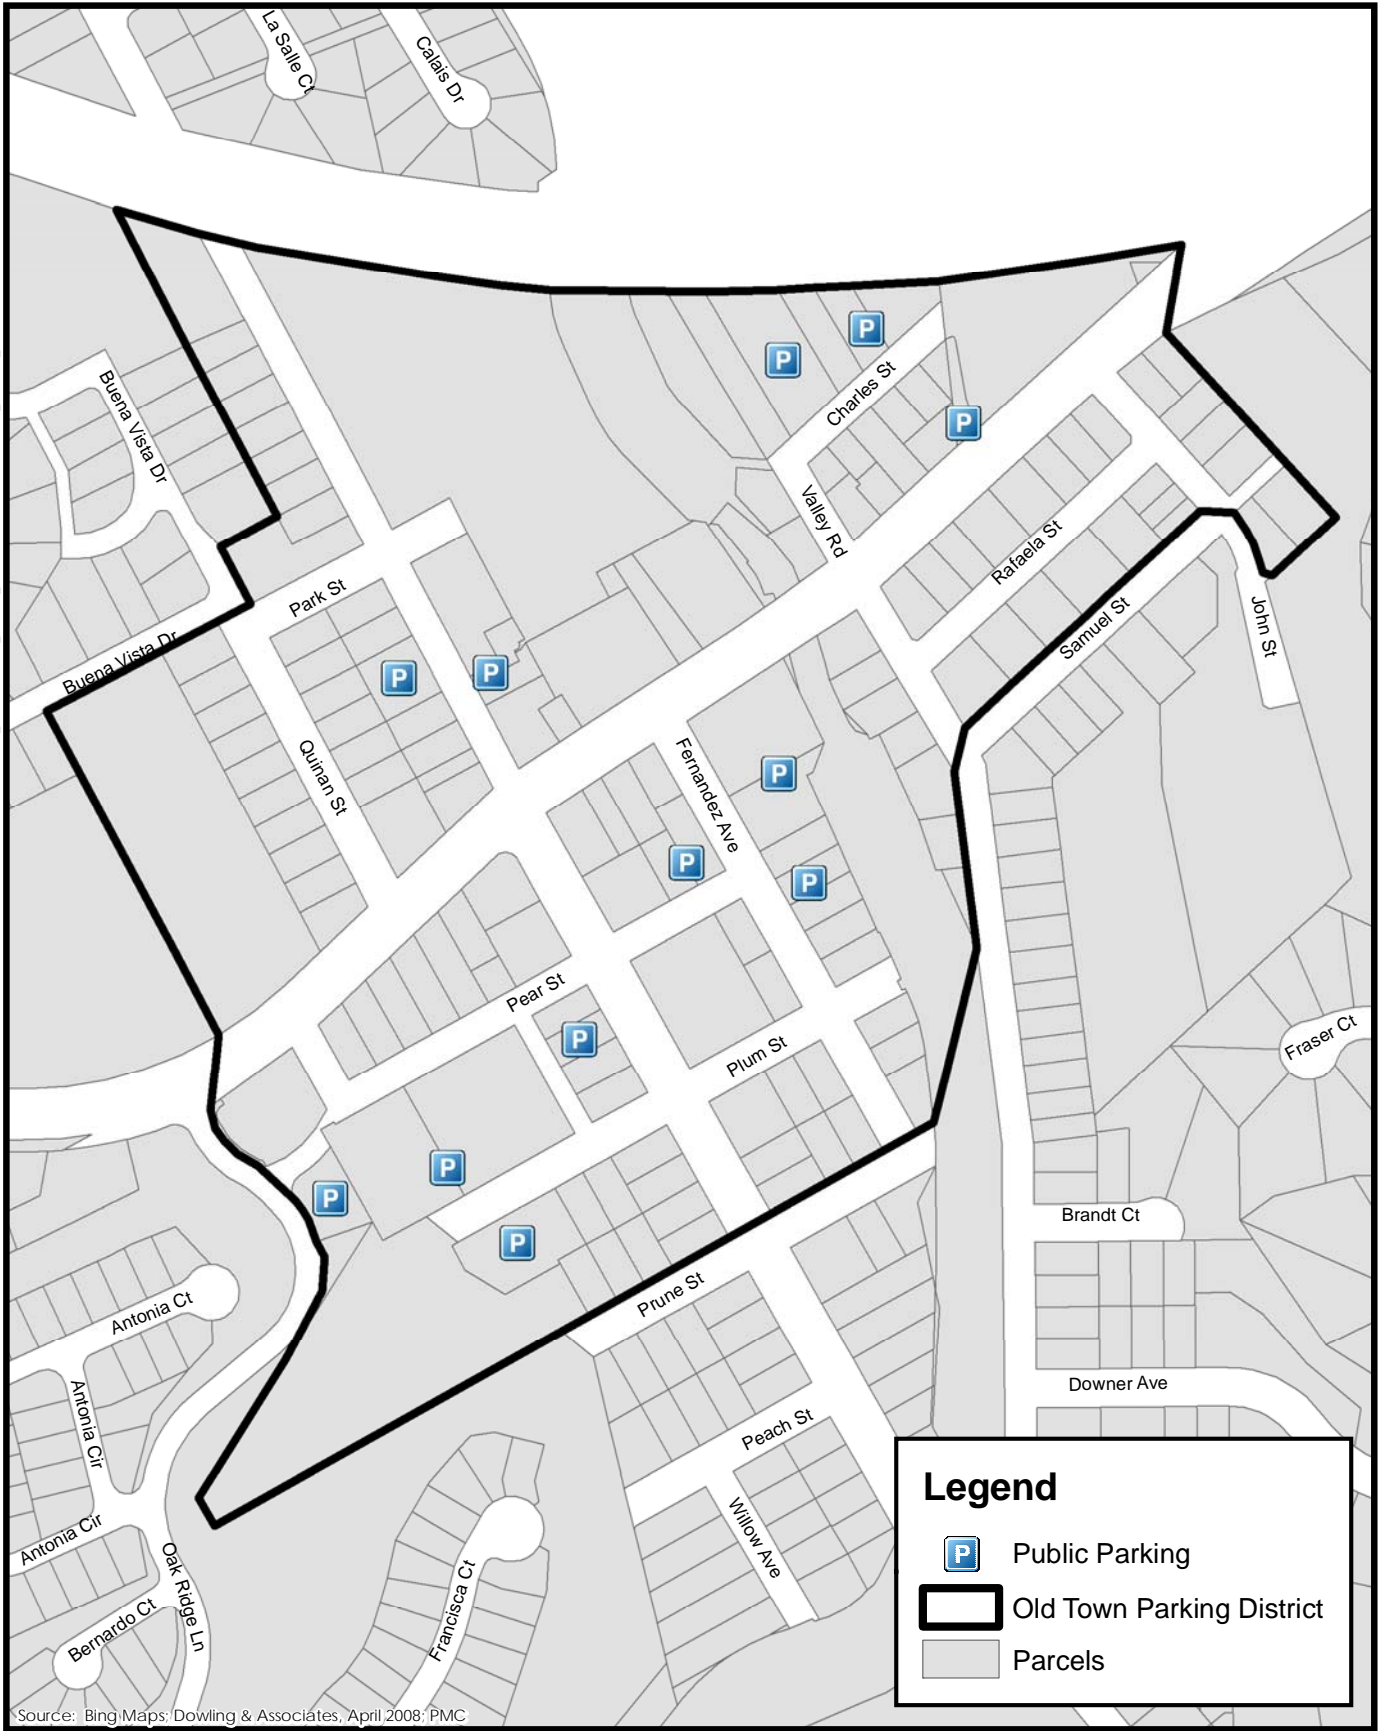 La Salle Ct
Calais Dr
Buena Vista Dr
P
P
Charles St
P
Valley Rd
Rafaela St
Park St
Samuel St
John St
Buena Vista Dr
P
P
Quinan St
Fernandez Ave
P
P
P
Pear St
P
Plum St
Fraser Ct
P
P
P
Brandt Ct
Prune St
Antonia Ct
Downer Ave
Antonia Cir
Peach St
Willow Ave
Antonia Cir
Oak Ridge Ln
Bernardo Ct
Francisca Ct
Legend
P Public Parking
Old Town Parking District
Parcels
Source: Bing Maps; Dowling & Associates, April 2008; PMC